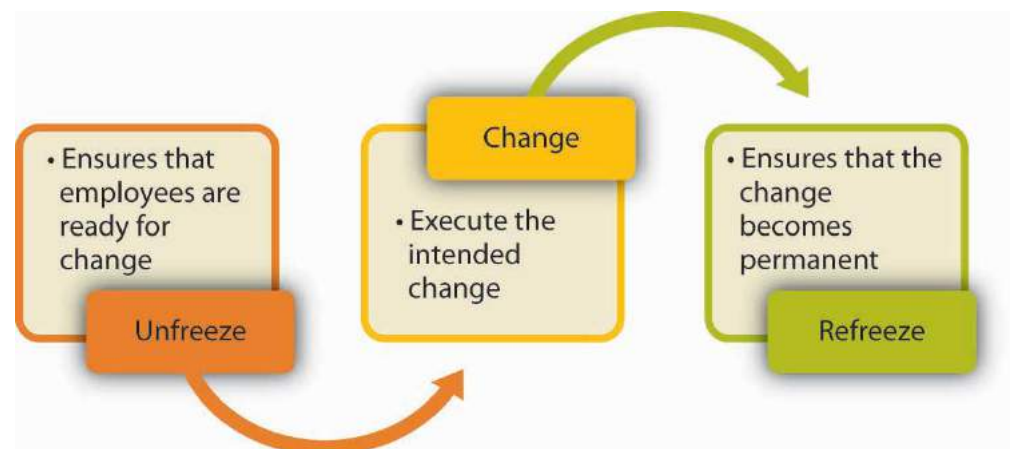 • Ensures that
employees are
ready for
change
Unfreeze
Change
• Execute the
intended
change
• Ensures that the
change
becomes
permanent
Refreeze